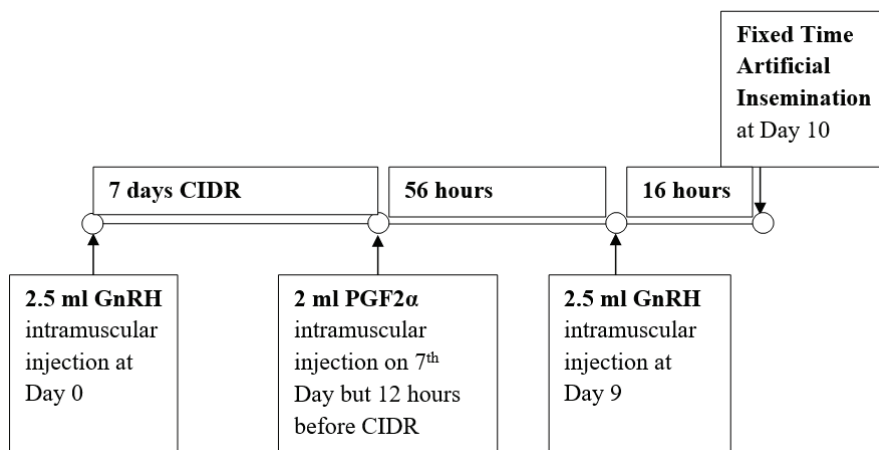 Fixed Time
Artificial
Insemination
at Day 10
7 days CIDR
56 hours
16 hours
2.5 ml GnRH
intramuscular
injection at
Day 0
2 ml PGF2α
intramuscular
injection on 7th
Day but 12 hours
before CIDR
2.5 ml GnRH
intramuscular
injection at
Day 9